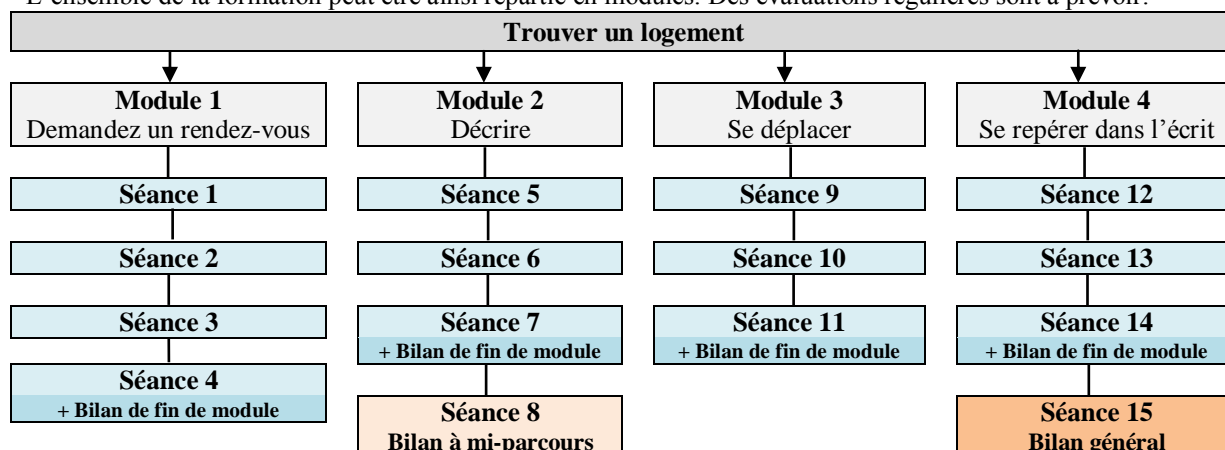 L'ensemble de la formation peut être ainsi répartie en modules. Des évaluations régulières sont à prévoir.
Trouver un logement
Module 1
Demandez un rendez-vous
Séance 1
Séance 2
Séance 3
Séance 4
+ Bilan de fin de module
Module 2
Décrire
Séance 5
Séance 6
Séance 7
+ Bilan de fin de module
Séance 8
Bilan à mi-parcours
Module 3
Se déplacer
Séance 9
Séance 10
Séance 11
+ Bilan de fin de module
Module 4
Se repérer dans l'écrit
Séance 12
Séance 13
Séance 14
+ Bilan de fin de module
Séance 15
Bilan général